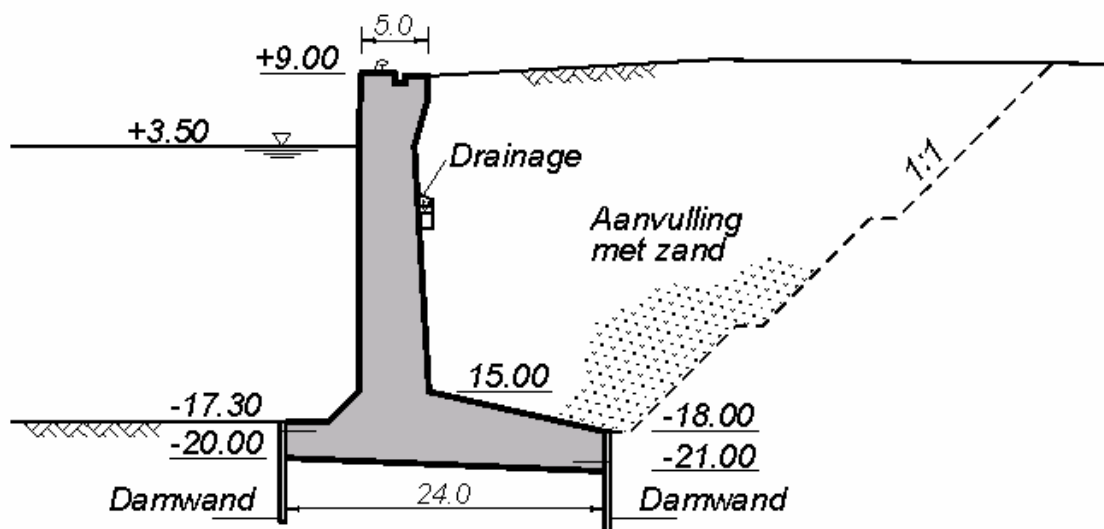 5.0
+9.00
+3.50
Drainage
1:1
Aanvulling
met zand
15.00
-17.30
-18.00
-20.00
-21.00
Damwand
24.0
Damwand